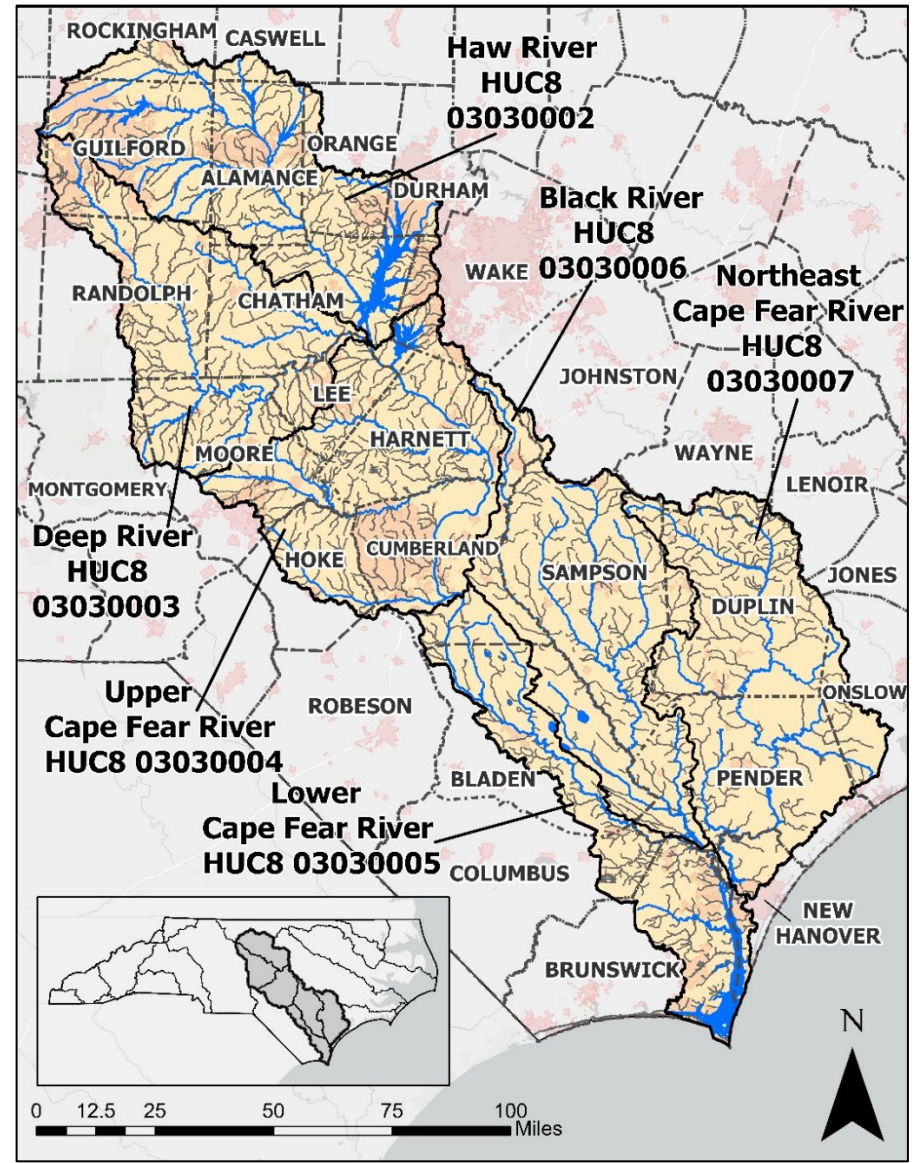 ROCKINGHAM
CASWELL
Haw River
HUC8
03030002
GUILFORD
ORANGE
ALAMANCE
DURHAM
Black River
HUC8
03030006
WAKE
Northeast
Cape Fear River
HUC8
03030007
RANDOLPH
CHATHAM
JOHNSTON
LEE
HARNETT
WAYNE
MOORE
LENOIR
MONTGOMERY
Deep River
HUC8
03030003
HOKE
CUMBERLAND
SAMPSON
JONES
DUPLIN
Upper
Cape Fear River
HUC8 03030004
ROBESON
ONSLOW
BLADEN
PENDER
Lower
Cape Fear River
HUC8 03030005
COLUMBUS
NEW
HANOVER
BRUNSWICK
N
0 12.5 25 50 75 100
Miles